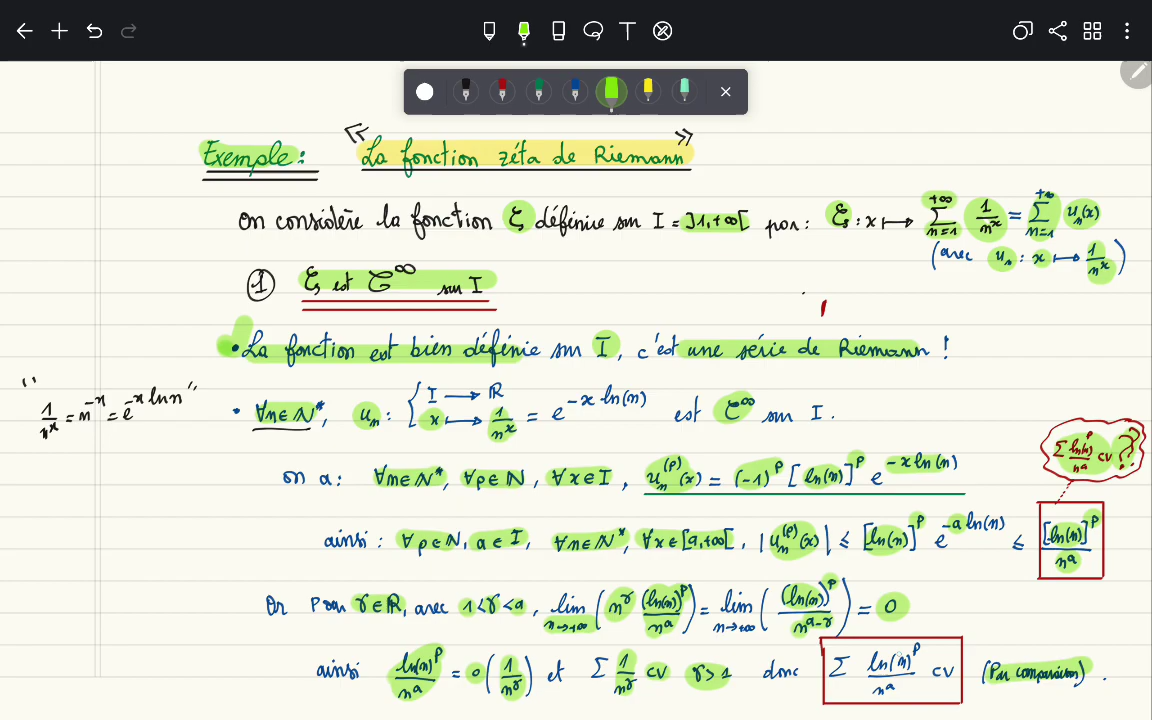 Exemple : « La fonction zéta de Riemann »
On considère la fonction ξ définie sur I = ]1,+∞[ par : ξ : x ⟼ ∑_{n=1}^{+∞} 1/n^x = ∑_{n=1}^{+∞} u_n(x)
(avec u_n : x ⟼ 1/n^x)
① ξ est C^∞ sur I
• La fonction est bien définie sur I, c'est une série de Riemann !
" 1/n^x = n^{-x} = e^{-x ln n} "
• ∀n∈ℕ*, u_n : { I ⟶ ℝ
x ⟼ 1/n^x = e^{-x ln(n)} est C^∞ sur I.
∑ ln(n)^p/n^a cv ??
on a : ∀n∈ℕ*, ∀p∈ℕ, ∀x∈I, u_n^{(p)}(x) = (-1)^p [ln(n)]^p e^{-x ln(n)}
ainsi : ∀p∈ℕ, a∈I, ∀n∈ℕ*, ∀x∈[a,+∞[, |u_n^{(p)}(x)| ≤ [ln(n)]^p e^{-a ln(n)} ≤ [ln(n)]^p/n^a
Or Pour γ∈ℝ, avec 1<γ<a, lim_{n→+∞} (n^γ (ln(n))^p/n^a) = lim_{n→+∞} ((ln(n))^p/n^{a-γ}) = 0
ainsi ln(n)^p/n^a = o(1/n^γ) et ∑ 1/n^γ cv γ>1 donc ∑ ln(n)^p/n^a cv (Par comparaison).